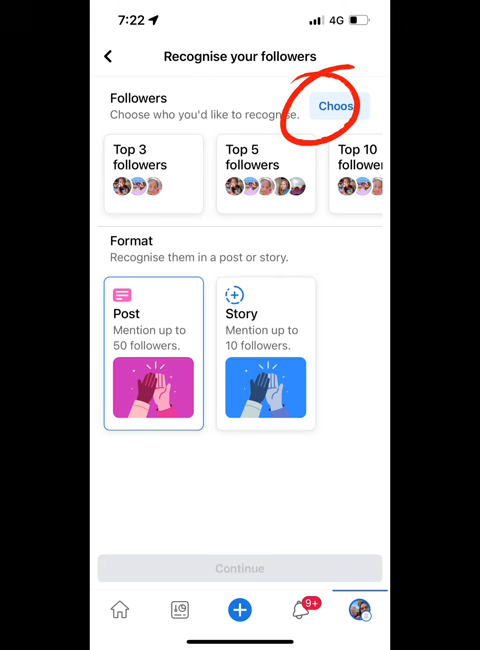 7:22
4G
Recognise your followers
Followers
Choose who you'd like to recognise.
Choos
Top 3
followers
Top 5
followers
Top 10
followe
Format
Recognise them in a post or story.
Post
Mention up to
50 followers.
Story
Mention up to
10 followers.
Continue
9+